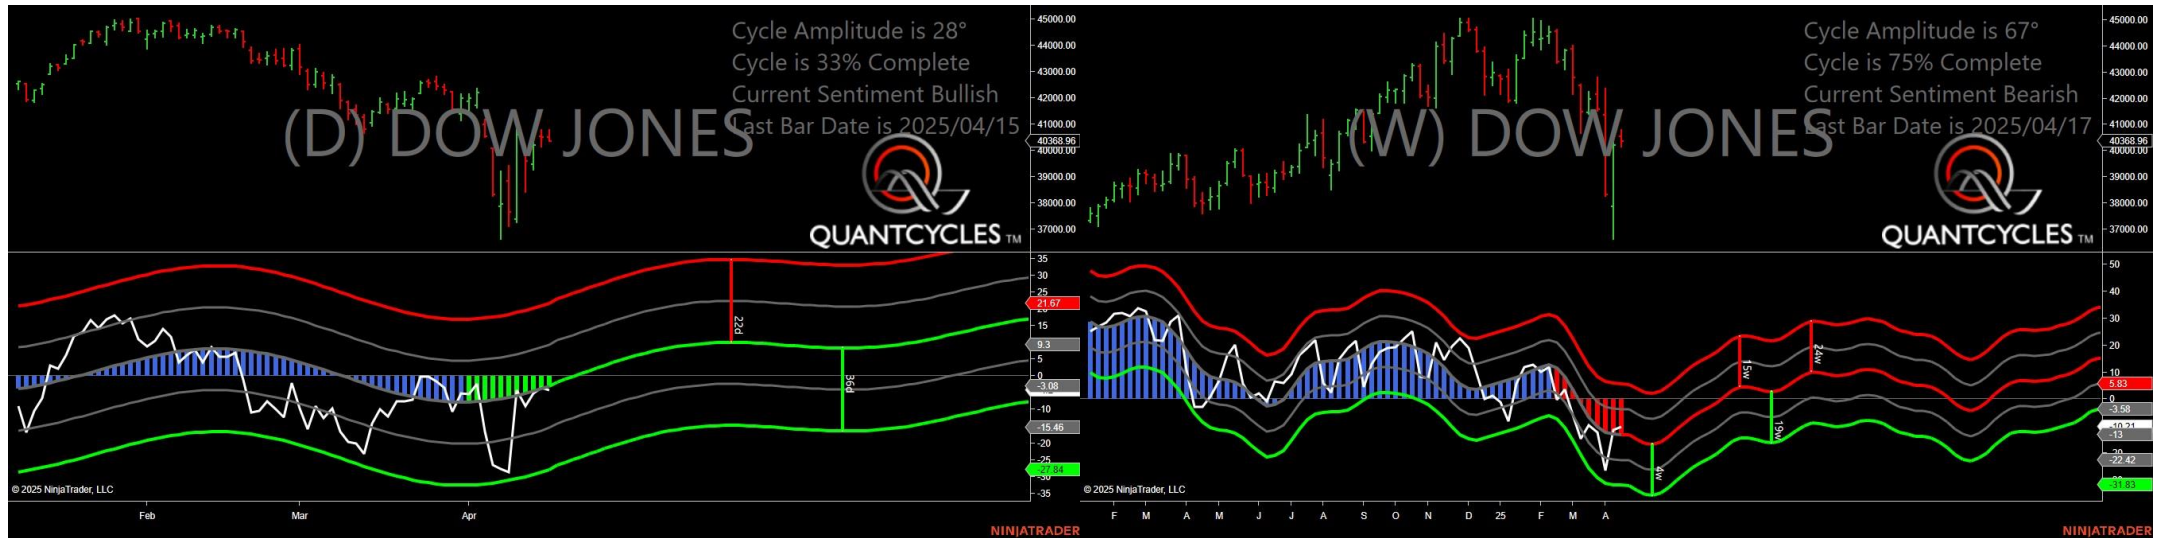 Cycle Amplitude is 28°
Cycle is 33% Complete
Current Sentiment Bullish
Last Bar Date is 2025/04/15
(D) DOW JONES
QUANTCYCLES TM
45000.00
44000.00
43000.00
42000.00
41000.00
40368.96
40000.00
39000.00
38000.00
37000.00
35
30
25
21.67
15
9.3
5
0
-3.08
-10
-15.46
-20
-25
-27.84
-30
-35
22d
36d
© 2025 NinjaTrader, LLC
Feb
Mar
Apr
NINJATRADER
Cycle Amplitude is 67°
Cycle is 75% Complete
Current Sentiment Bearish
Last Bar Date is 2025/04/17
(W) DOW JONES
QUANTCYCLES TM
45000.00
44000.00
43000.00
42000.00
41000.00
40368.96
40000.00
39000.00
38000.00
37000.00
50
40
30
20
10
5.83
0
-3.58
-10.21
-13
-22.42
-31.83
15w
24w
19w
4w
© 2025 NinjaTrader, LLC
F M A M J J A S O N D 25 F M A
NINJATRADER